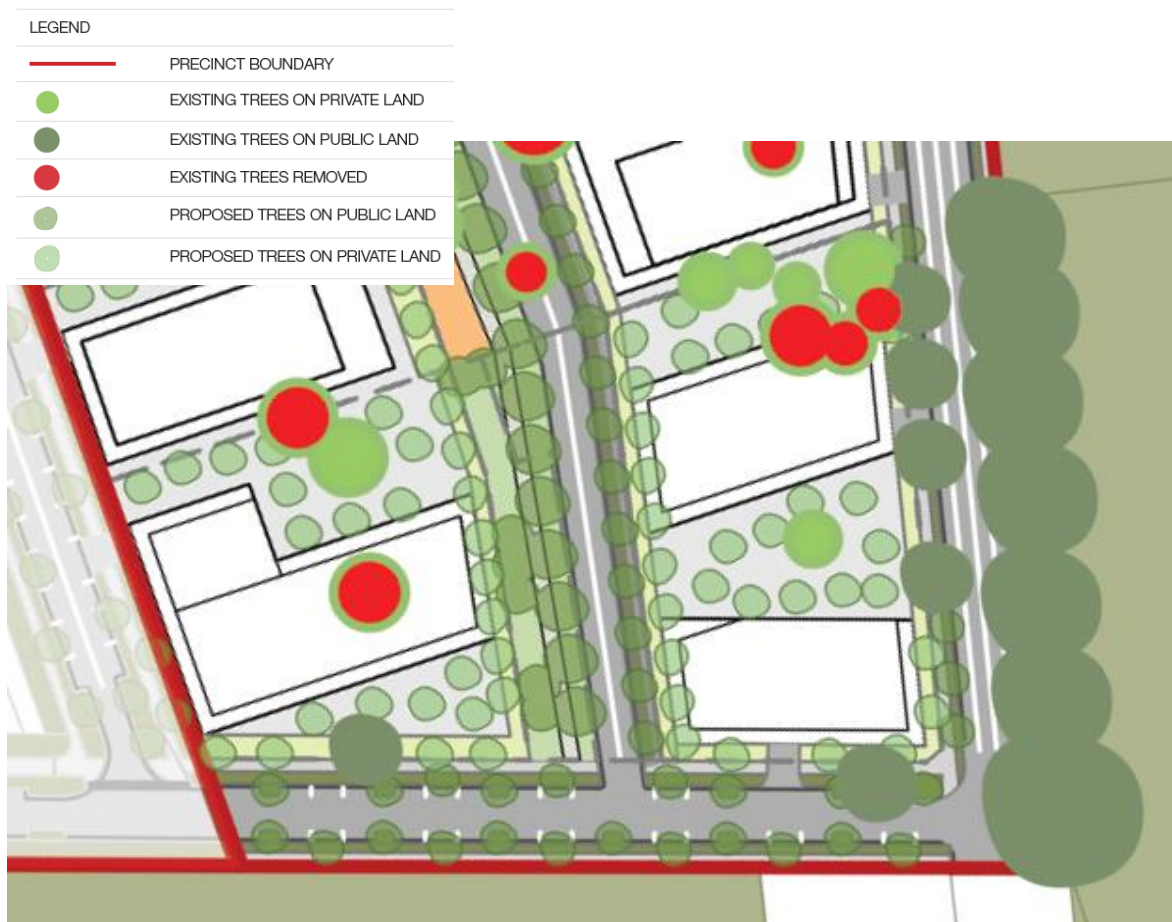 LEGEND
PRECINCT BOUNDARY
EXISTING TREES ON PRIVATE LAND
EXISTING TREES ON PUBLIC LAND
EXISTING TREES REMOVED
PROPOSED TREES ON PUBLIC LAND
PROPOSED TREES ON PRIVATE LAND